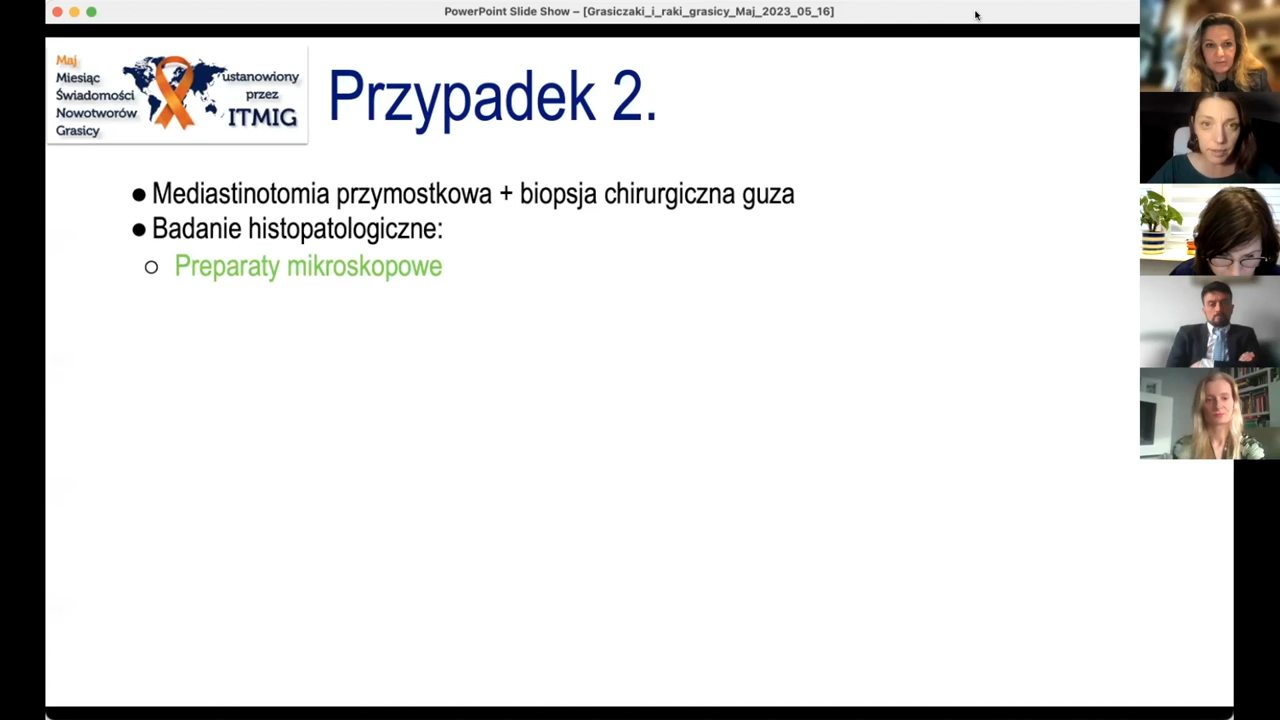 PowerPoint Slide Show – [Grasiczaki_i_raki_grasicy_Maj_2023_05_16]
Maj
Miesiąc
Świadomości
Nowotworów
Grasicy
ustanowiony
przez
ITMIG
Przypadek 2.
● Mediastinotomia przymostkowa + biopsja chirurgiczna guza
● Badanie histopatologiczne:
○ Preparaty mikroskopowe